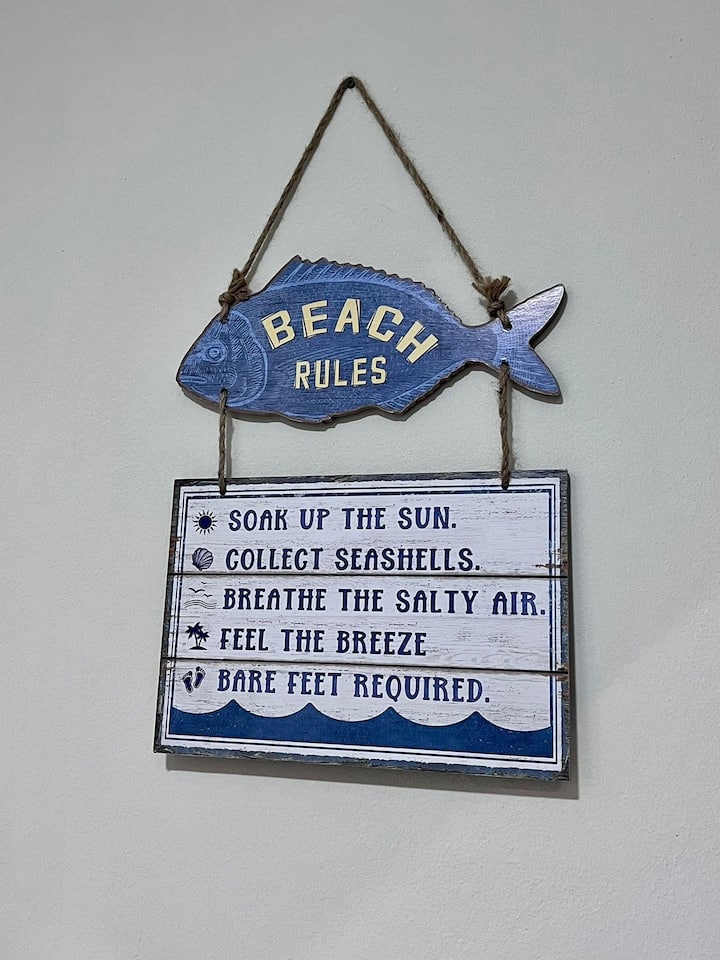 BEACH
RULES
SOAK UP THE SUN.
COLLECT SEASHELLS.
BREATHE THE SALTY AIR.
FEEL THE BREEZE
BARE FEET REQUIRED.